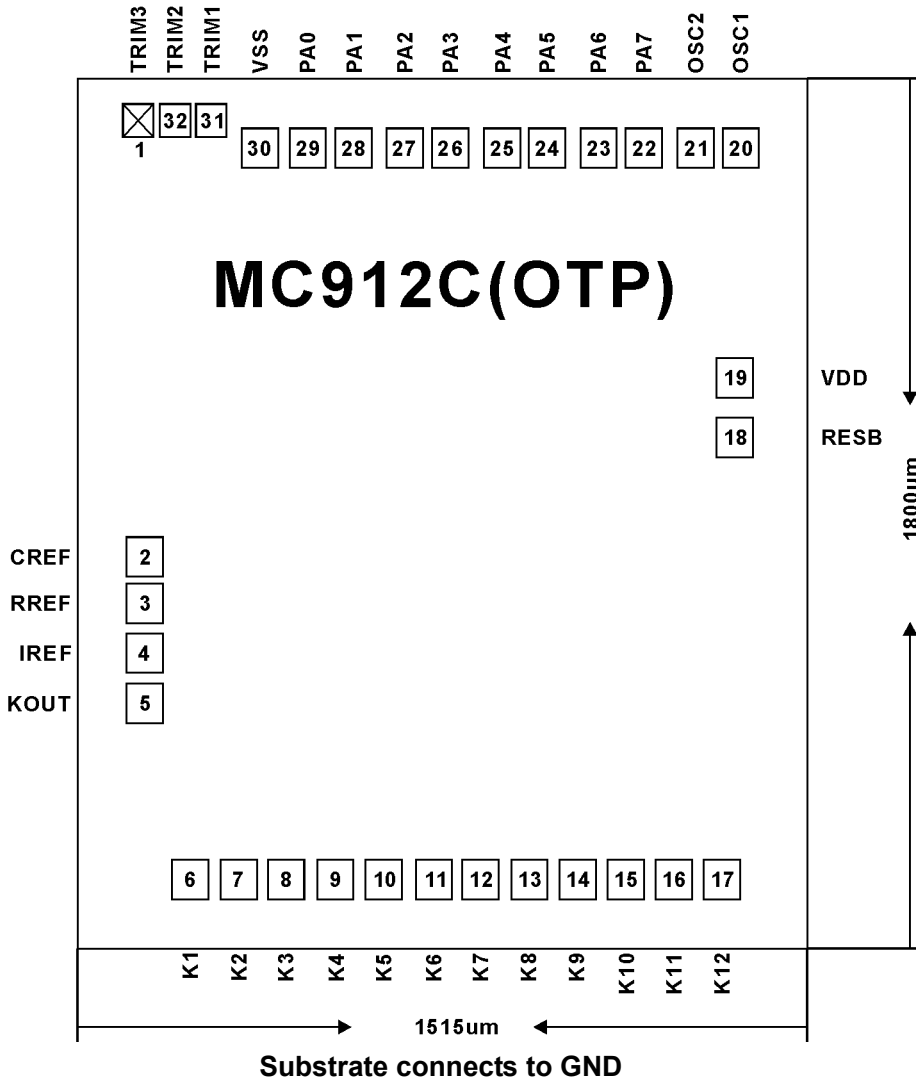 TRIM3 TRIM2 TRIM1 VSS PA0 PA1 PA2 PA3 PA4 PA5 PA6 PA7 OSC2 OSC1
32 31
1
30 29 28 27 26 25 24 23 22 21 20
MC912C(OTP)
19 VDD
18 RESB
1800um
CREF 2
RREF 3
IREF 4
KOUT 5
6 7 8 9 10 11 12 13 14 15 16 17
K1 K2 K3 K4 K5 K6 K7 K8 K9 K10 K11 K12
1515um
Substrate connects to GND